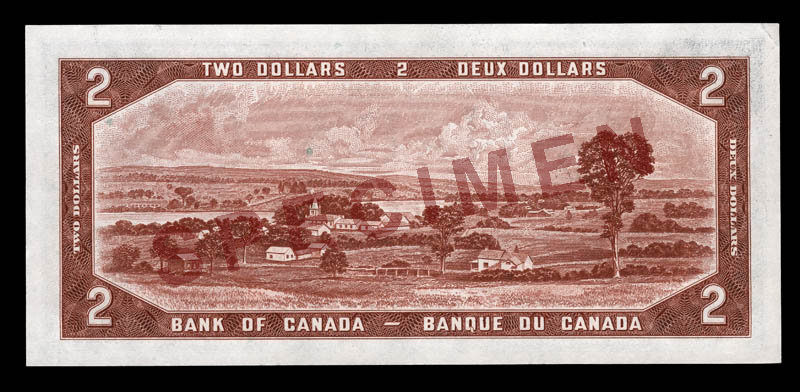 TWO DOLLARS 2 DEUX DOLLARS
2
2
TWO DOLLARS
DEUX DOLLARS
SPECIMEN
2
2
BANK OF CANADA — BANQUE DU CANADA